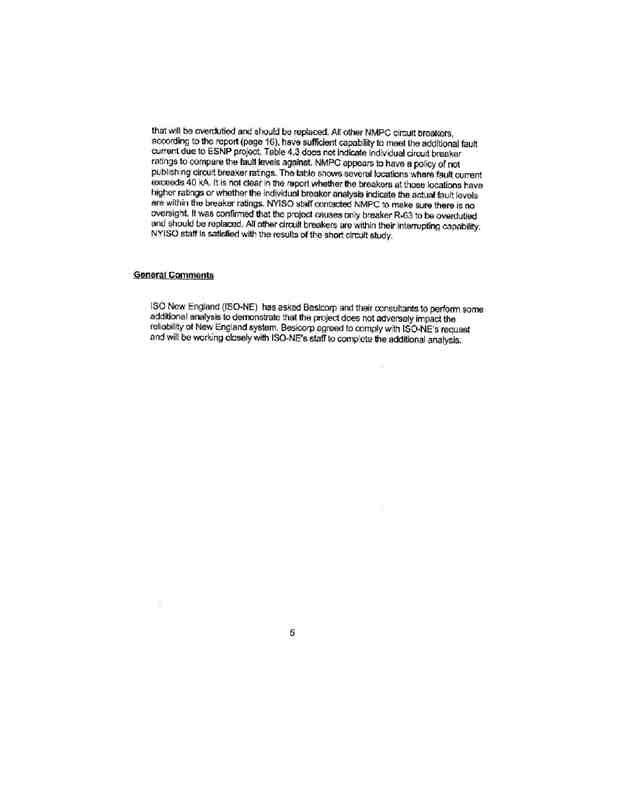 that will be overdutied and should be replaced. All other NMPC circuit breakers,
according to the report (page 16), have sufficient capability to meet the additional fault
current due to ESNP project. Table 4.3 does not indicate individual circuit breaker
ratings to compare the fault levels against. NMPC appears to have a policy of not
publishing circuit breaker ratings. The table shows several locations where fault current
exceeds 40 kA. It is not clear in the report whether the breakers at those locations have
higher ratings or whether the individual breaker analysis indicate the actual fault levels
are within the breaker ratings. NYISO staff contacted NMPC to make sure there is no
oversight. It was confirmed that the project causes only breaker R-63 to be overdutied
and should be replaced. All other circuit breakers are within their interrupting capability.
NYISO staff is satisfied with the results of the short circuit study.
General Comments
ISO New England (ISO-NE) has asked Besicorp and their consultants to perform some
additional analysis to demonstrate that the project does not adversely impact the
reliability of New England system. Besicorp agreed to comply with ISO-NE's request
and will be working closely with ISO-NE's staff to complete the additional analysis.